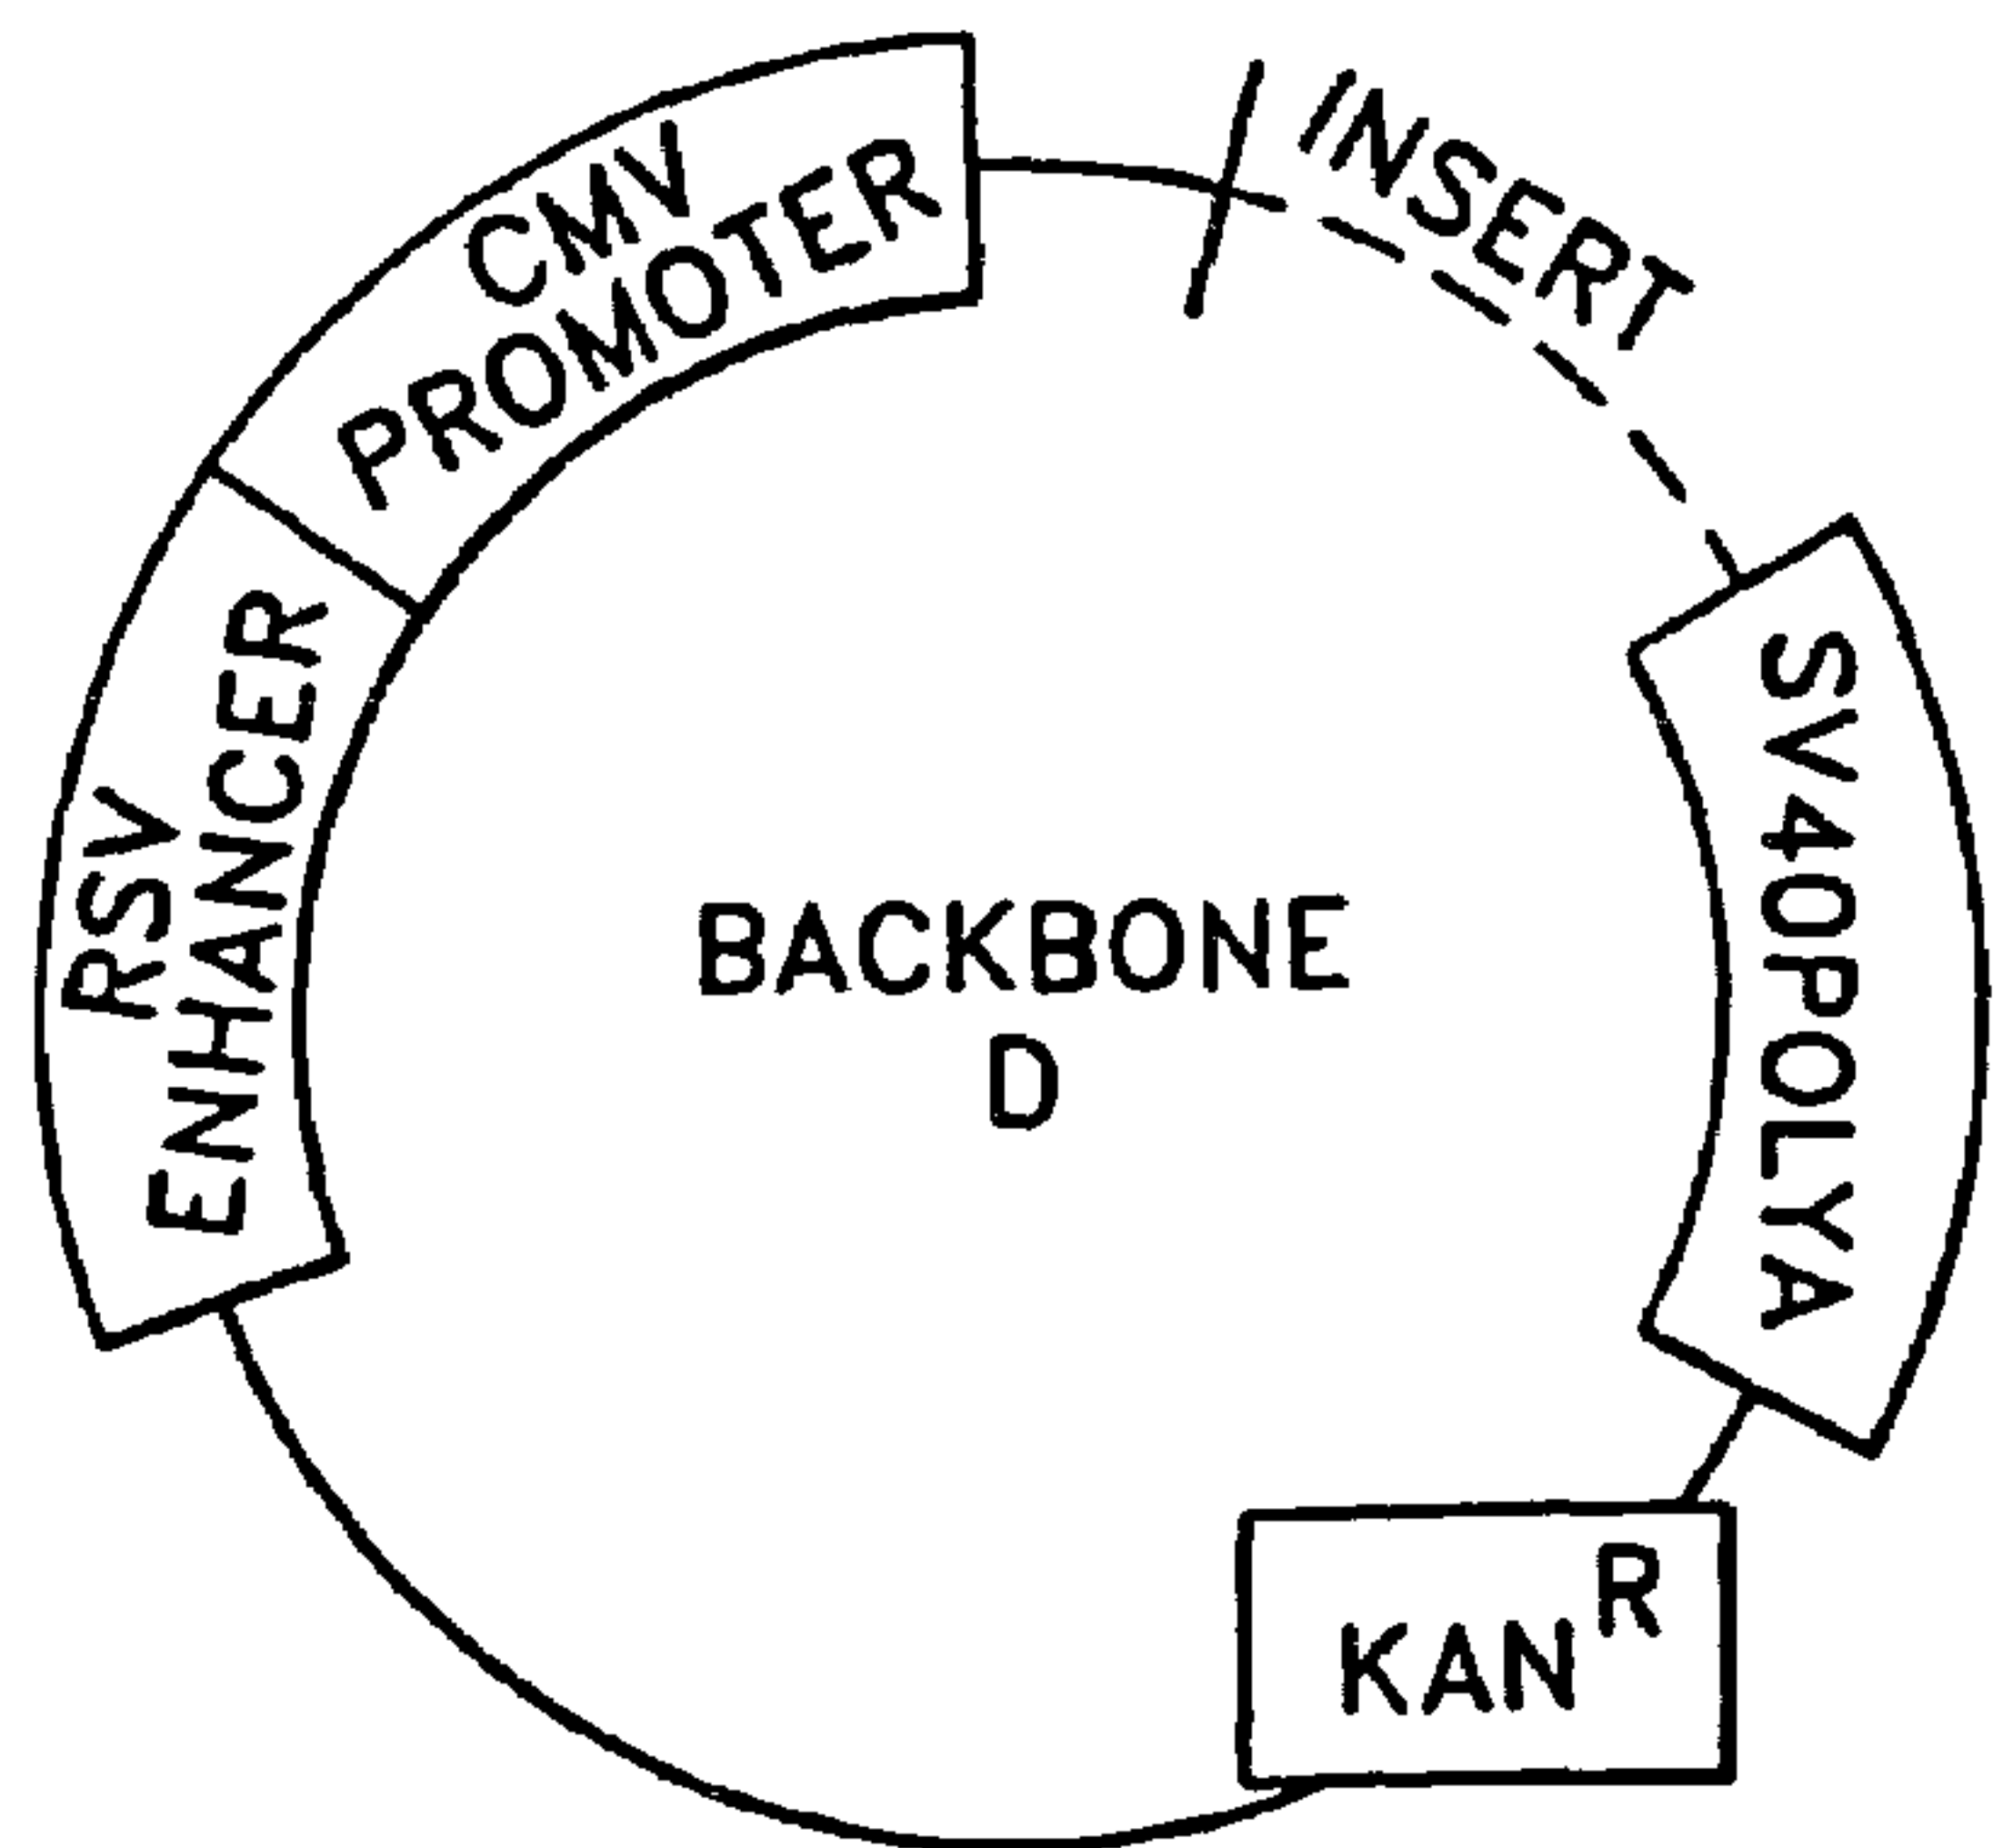 CMV
PROMOTER
INSERT
RSV
ENHANCER
SV40POLYA
BACKBONE
D
KAN^R